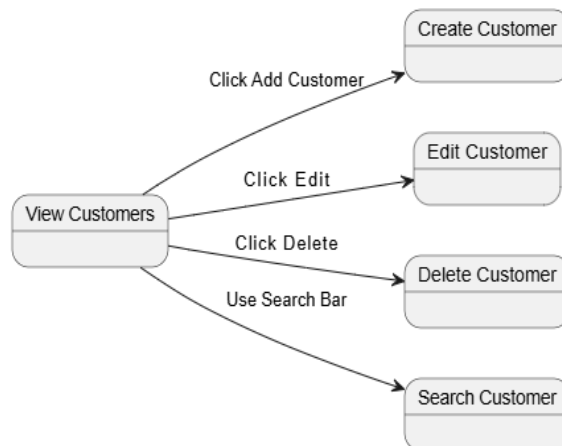 Create Customer
Click Add Customer
Edit Customer
Click Edit
View Customers
Click Delete
Delete Customer
Use Search Bar
Search Customer